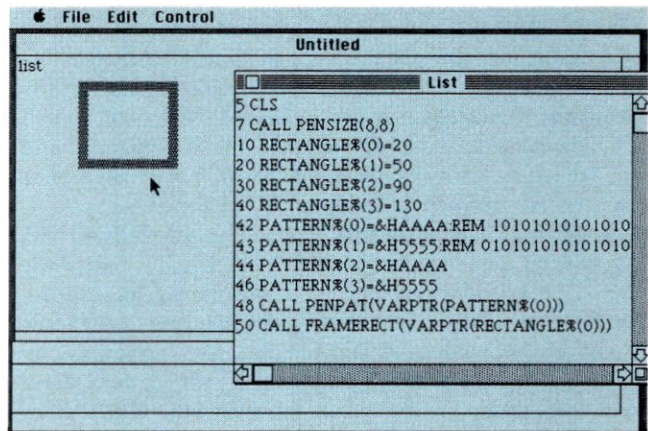 File Edit Control
Untitled
list
List
5 CLS
7 CALL PENSIZE(8,8)
10 RECTANGLE%(0)=20
20 RECTANGLE%(1)=50
30 RECTANGLE%(2)=90
40 RECTANGLE%(3)=130
42 PATTERN%(0)=&HAAAA:REM 10101010101010
43 PATTERN%(1)=&H5555:REM 01010101010101010
44 PATTERN%(2)=&HAAAA
46 PATTERN%(3)=&H5555
48 CALL PENPAT(VARPTR(PATTERN%(0)))
50 CALL FRAMERECT(VARPTR(RECTANGLE%(0)))